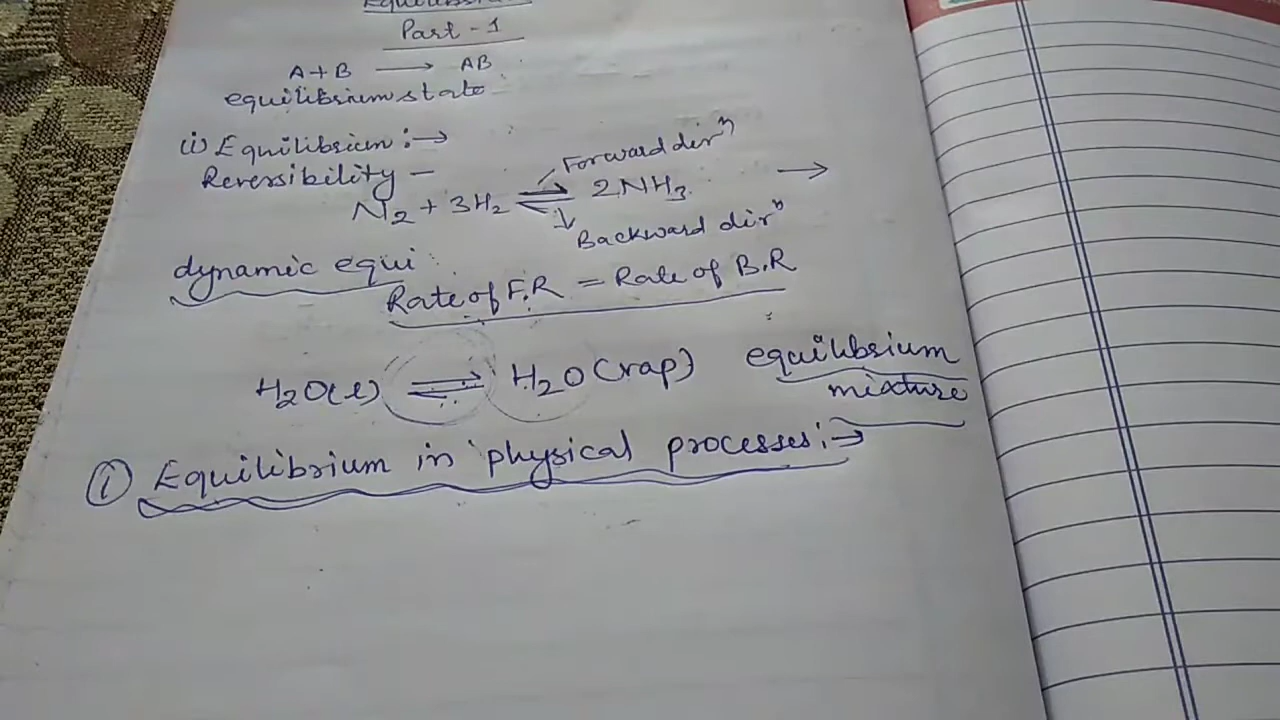 Part - 1
A + B ⟶ AB
equilibrium state
(i) Equilibrium :→
Forward dirⁿ
Reversibility -
N₂ + 3H₂ ⇌ 2NH₃ →
Backward dirⁿ
dynamic equi
Rate of F.R = Rate of B.R
H₂O(l) ⇌ H₂O(vap) equilibrium
mixture
① Equilibrium in physical processes:→